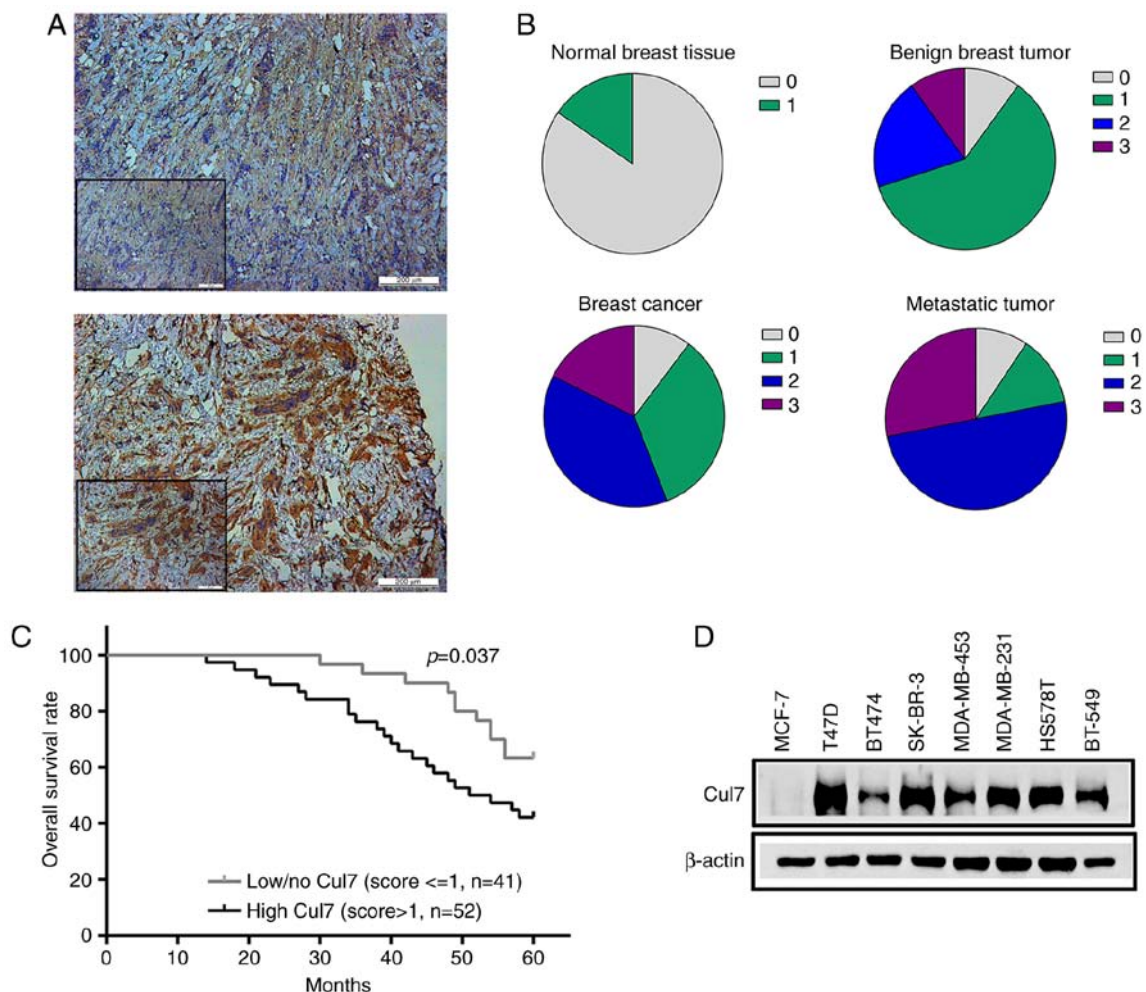 A
200 µm
200 µm
B
Normal breast tissue
0
1
Benign breast tumor
0
1
2
3
Breast cancer
0
1
2
3
Metastatic tumor
0
1
2
3
C
p=0.037
Overall survival rate
100
80
60
40
20
0
Low/no Cul7 (score <=1, n=41)
High Cul7 (score>1, n=52)
0 10 20 30 40 50 60
Months
D
MCF-7
T47D
BT474
SK-BR-3
MDA-MB-453
MDA-MB-231
HS578T
BT-549
Cul7
β-actin